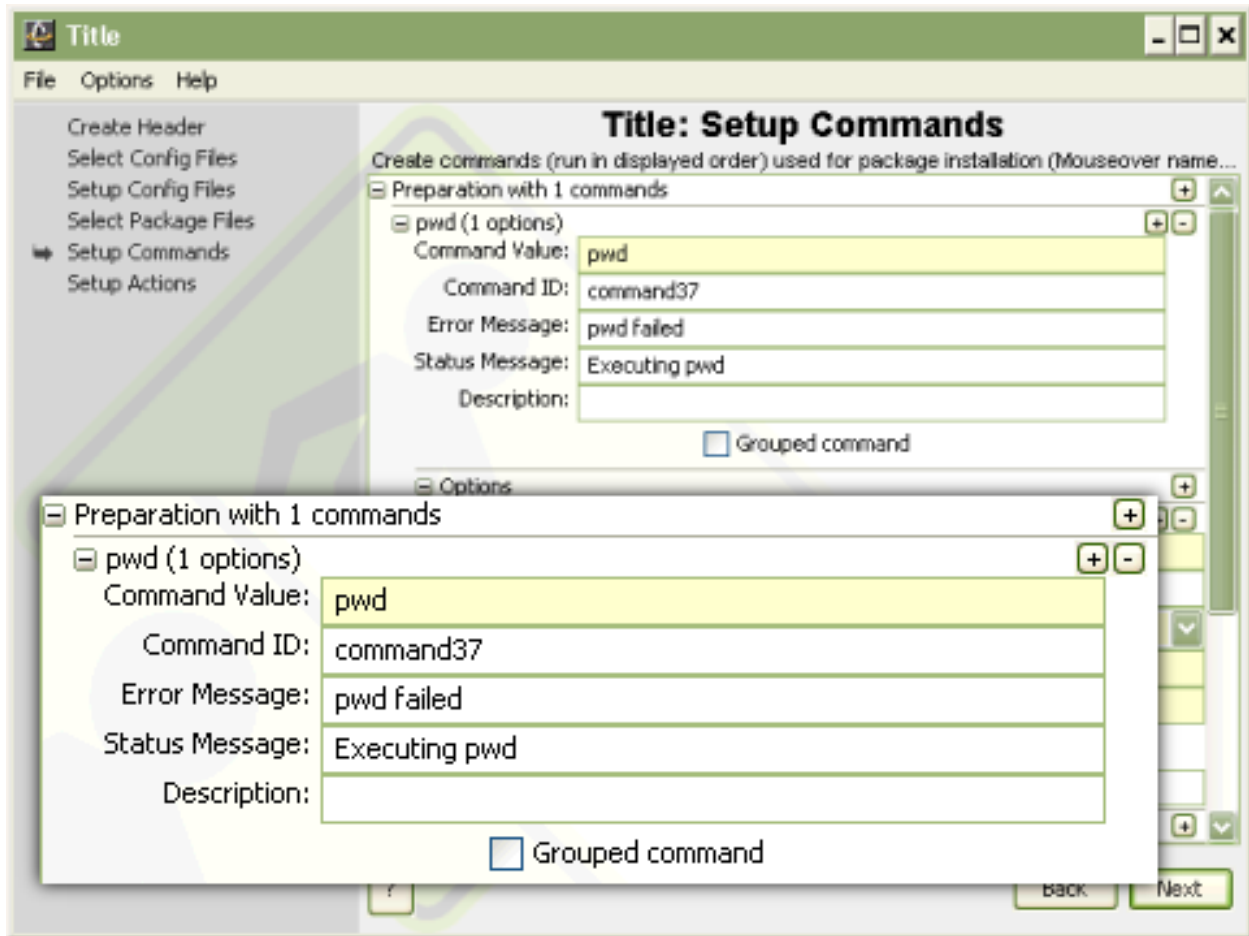 Title
File Options Help
Create Header
Select Config Files
Setup Config Files
Select Package Files
Setup Commands
Setup Actions
Title: Setup Commands
Create commands (run in displayed order) used for package installation (Mouseover name...
Preparation with 1 commands
pwd (1 options)
Command Value: pwd
Command ID: command37
Error Message: pwd failed
Status Message: Executing pwd
Description:
Grouped command
Options
Preparation with 1 commands
pwd (1 options)
Command Value: pwd
Command ID: command37
Error Message: pwd failed
Status Message: Executing pwd
Description:
Grouped command
? Back Next